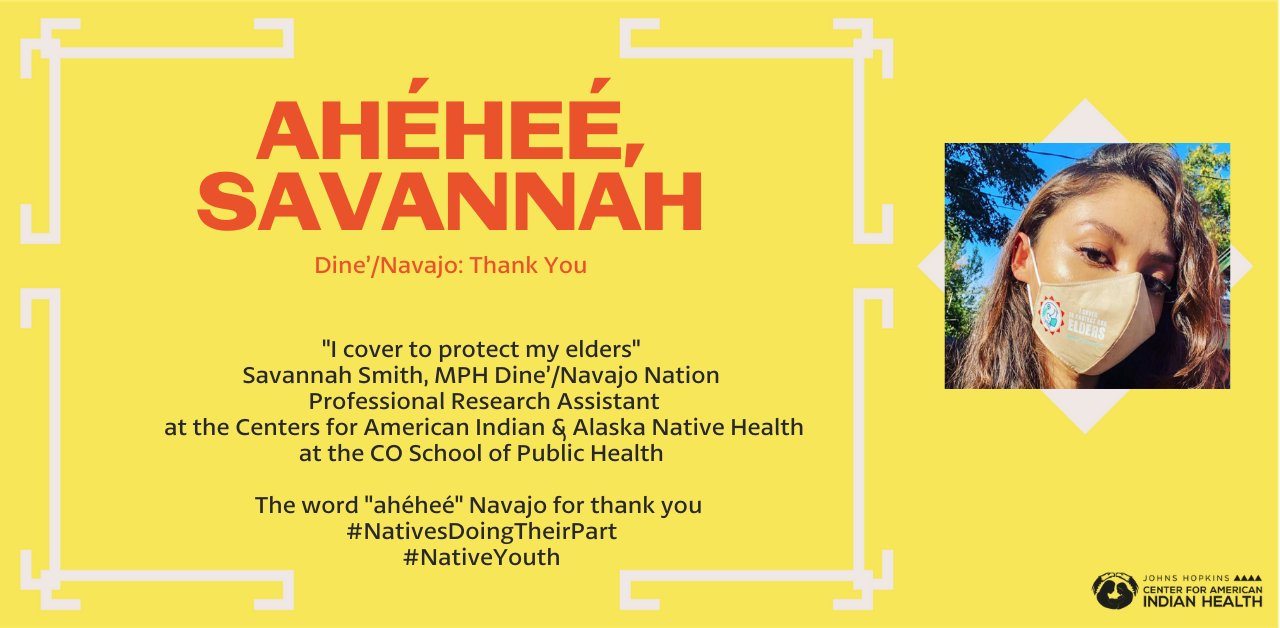 AHÉHEÉ,
SAVANNAH
Dine'/Navajo: Thank You
"I cover to protect my elders"
Savannah Smith, MPH Dine'/Navajo Nation
Professional Research Assistant
at the Centers for American Indian & Alaska Native Health
at the CO School of Public Health
The word "ahéheé" Navajo for thank you
#NativesDoingTheirPart
#NativeYouth
ELDERS
JOHNS HOPKINS
CENTER FOR AMERICAN
INDIAN HEALTH